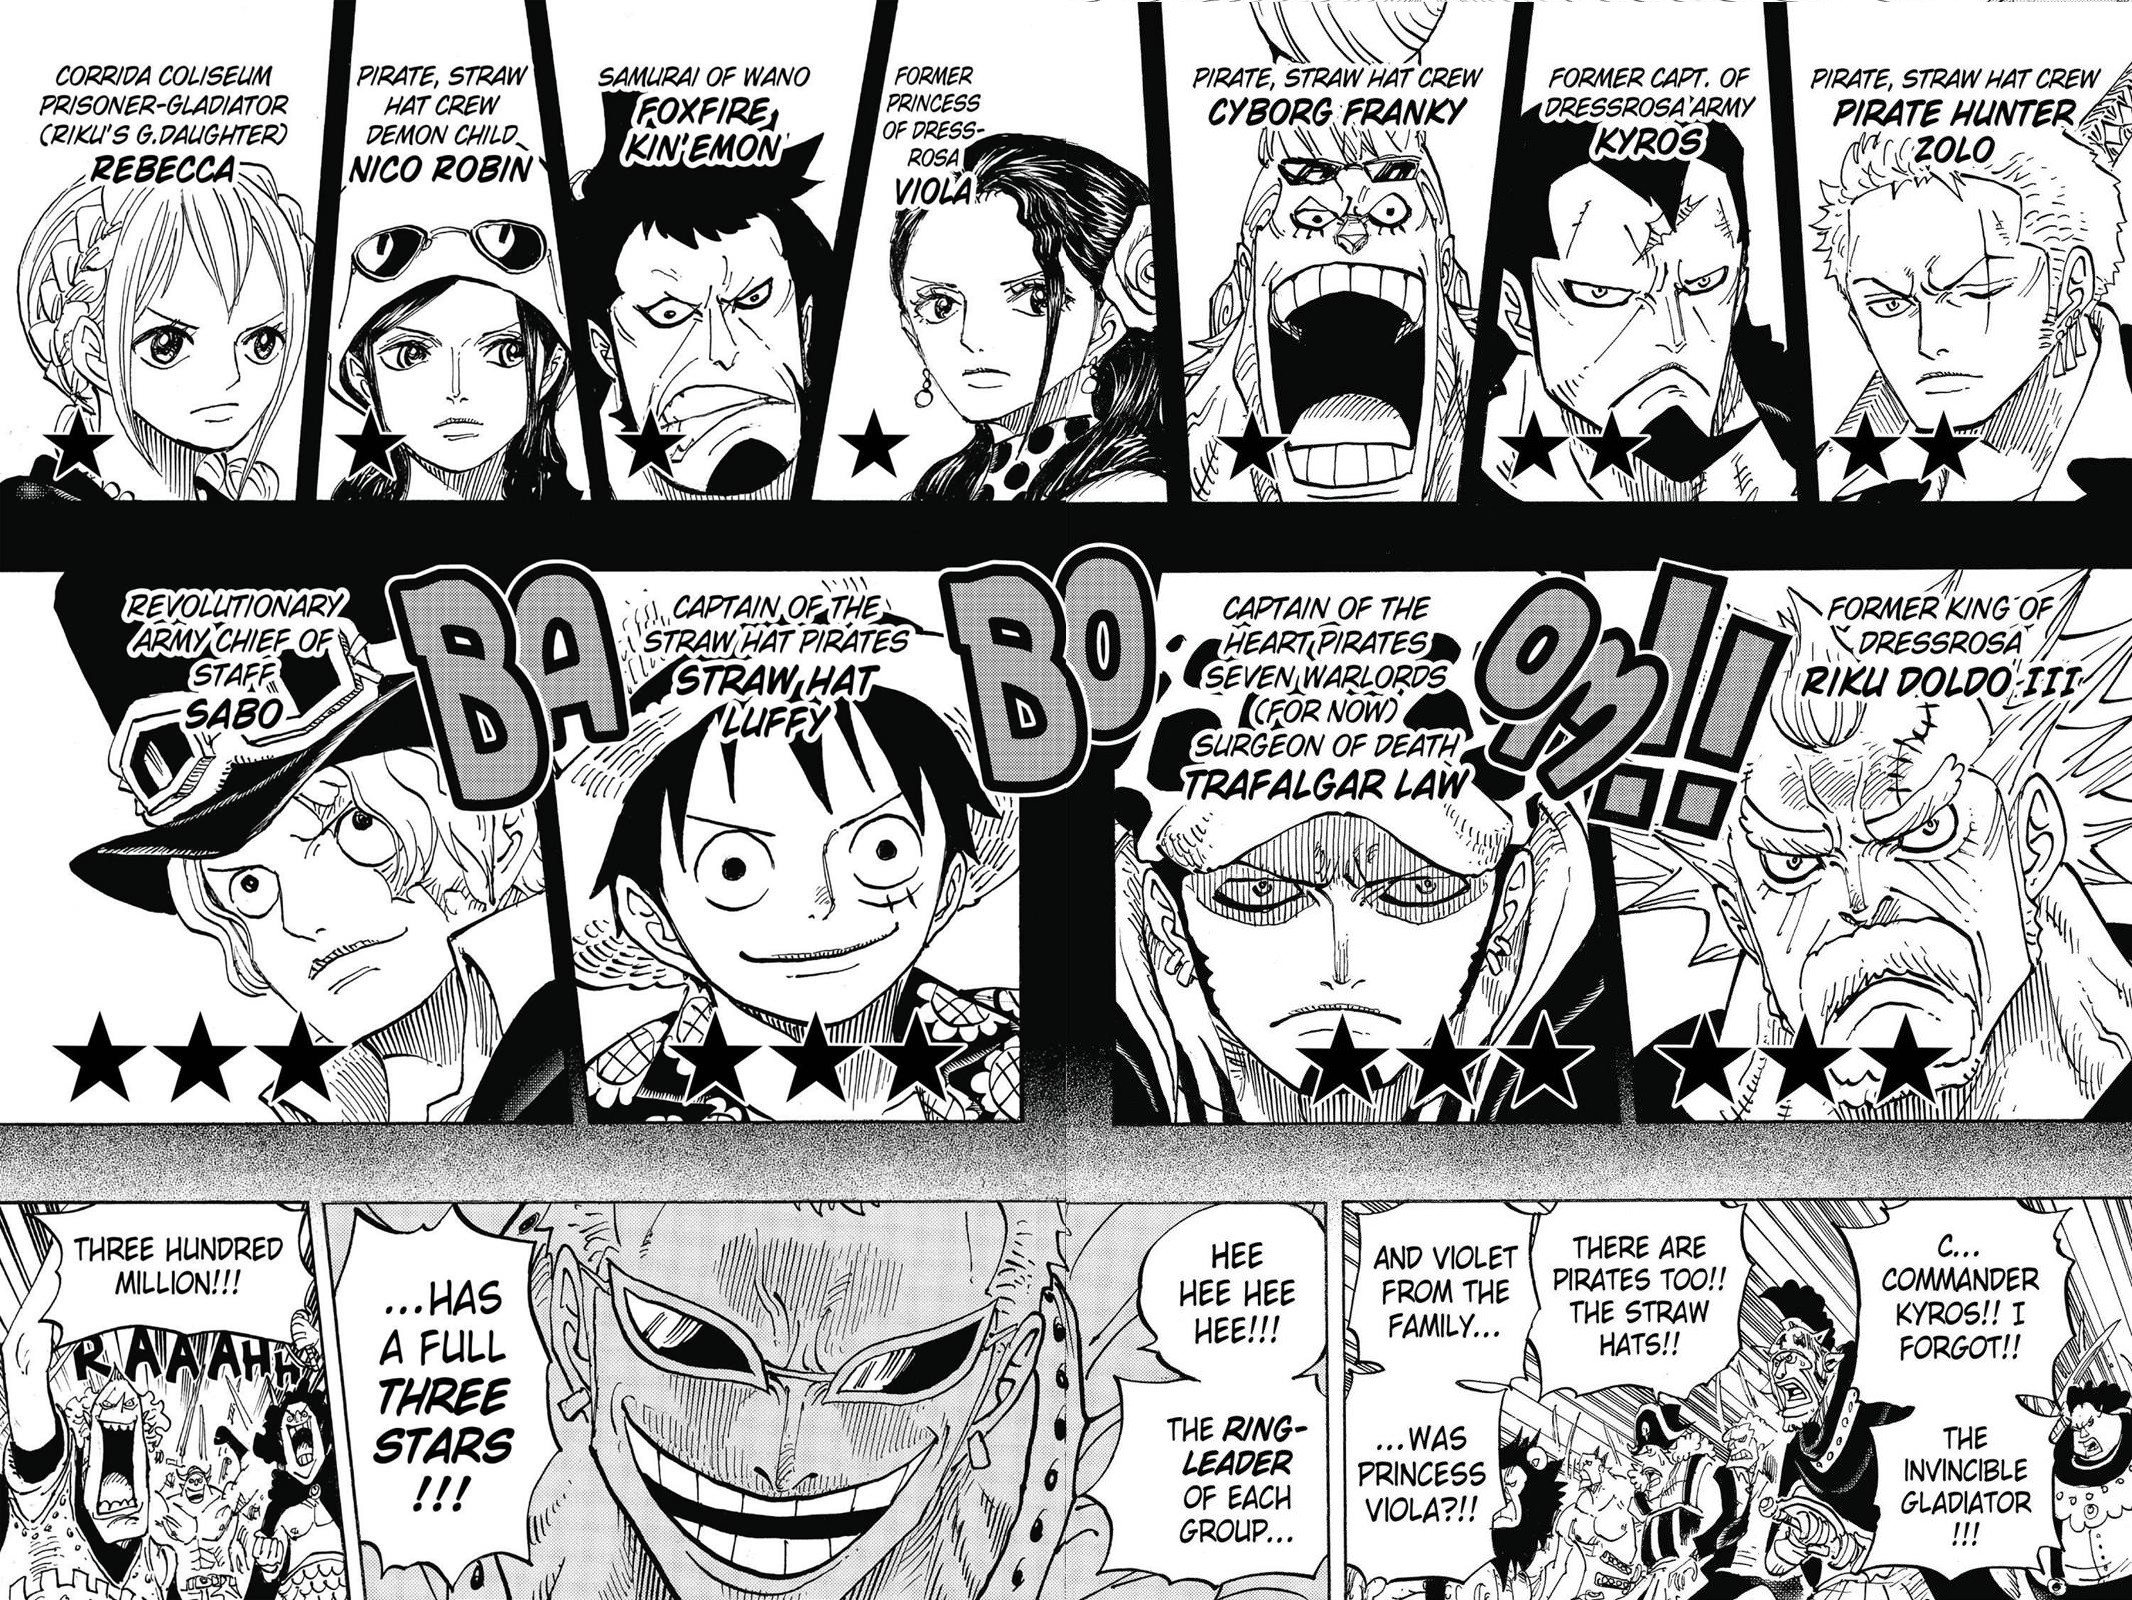 FORMER CAPT. OF
DRESSROSA ARMY
KYROS
PIRATE, STRAW HAT CREW
PIRATE HUNTER
ZOLO
PIRATE, STRAW HAT CREW
CYBORG FRANKY
FORMER
PRINCESS
OF DRESS-
ROSA
VIOLA
SAMURAI OF WANO
FOXFIRE
KIN'EMON
PIRATE, STRAW
HAT CREW
DEMON CHILD
NICO ROBIN
CORRIDA COLISEUM
PRISONER-GLADIATOR
(RIKU'S G.DAUGHTER)
REBECCA
FORMER KING OF
DRESSROSA
RIKU DOLDO III
CAPTAIN OF THE
HEART PIRATES
SEVEN WARLORDS
(FOR NOW)
SURGEON OF DEATH
TRAFALGAR LAW
CAPTAIN OF THE
STRAW HAT PIRATES
STRAW HAT
LUFFY
REVOLUTIONARY
ARMY CHIEF OF
STAFF
SABO
BA BO OM!!
C...
COMMANDER
KYROS!! I
FORGOT!!
THE
INVINCIBLE
GLADIATOR
!!!
THERE ARE
PIRATES TOO!!
THE STRAW
HATS!!
AND VIOLET
FROM THE
FAMILY...
...WAS
PRINCESS
VIOLA?!!
HEE
HEE HEE HEE
HEE!!!
THE RING-
LEADER
OF EACH
GROUP...
...HAS
A FULL
THREE
STARS
!!!
THREE HUNDRED
MILLION!!!
RAAAAHH